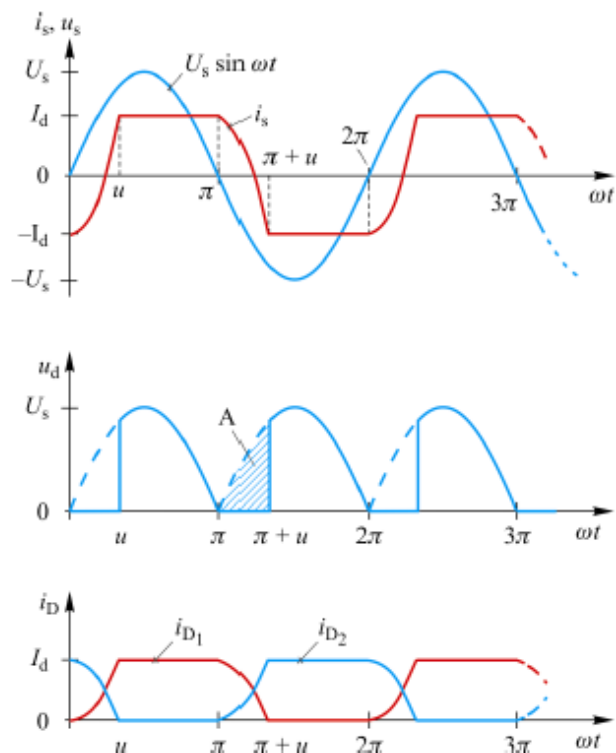 i_s, u_s
U_s
U_s sin ωt
I_d
i_s
2π
π + u
0
u
π
3π
ωt
–I_d
–U_s
u_d
U_s
A
0
u
π
π + u
2π
3π
ωt
i_D
i_D₁
i_D₂
I_d
0
u
π
π + u
2π
3π
ωt